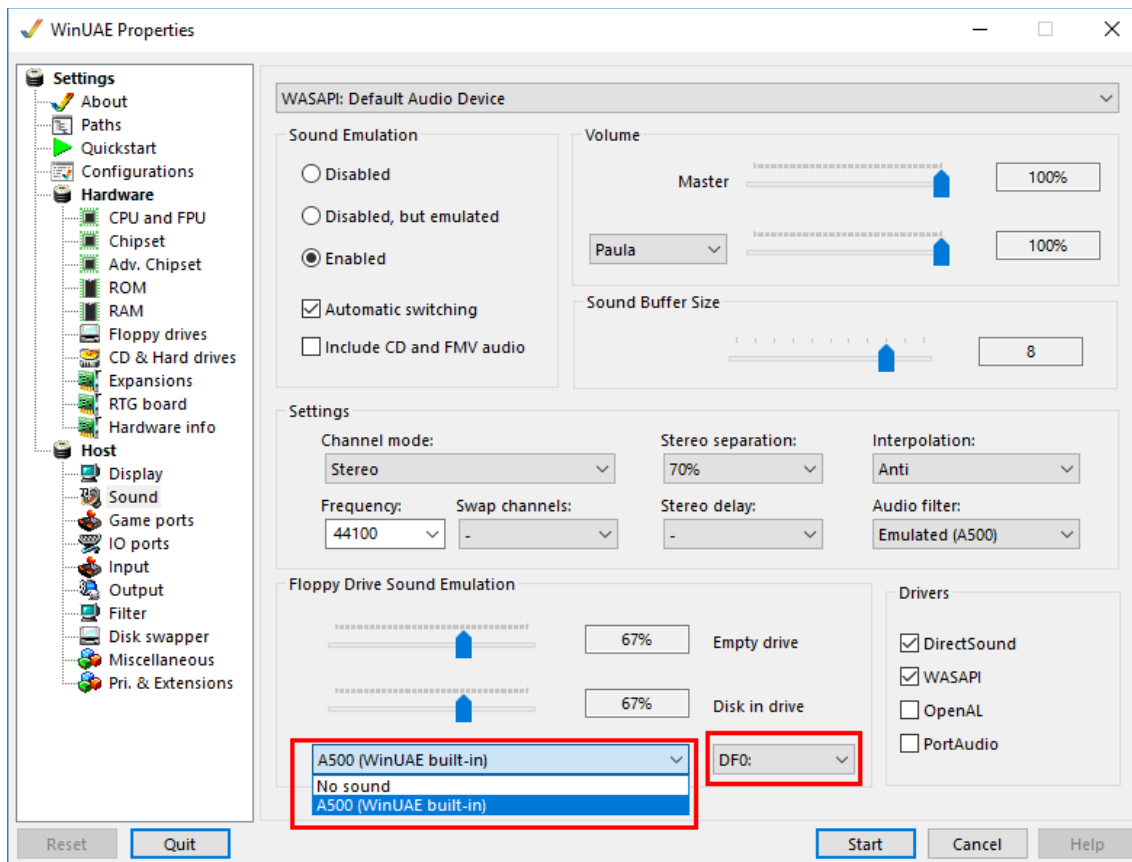 WinUAE Properties
Settings
About
Paths
Quickstart
Configurations
Hardware
CPU and FPU
Chipset
Adv. Chipset
ROM
RAM
Floppy drives
CD & Hard drives
Expansions
RTG board
Hardware info
Host
Display
Sound
Game ports
IO ports
Input
Output
Filter
Disk swapper
Miscellaneous
Pri. & Extensions
WASAPI: Default Audio Device
Sound Emulation
Disabled
Disabled, but emulated
Enabled
Automatic switching
Include CD and FMV audio
Volume
Master 100%
Paula 100%
Sound Buffer Size
8
Settings
Channel mode: Stereo separation: Interpolation:
Stereo 70% Anti
Frequency: Swap channels: Stereo delay: Audio filter:
44100 - - Emulated (A500)
Floppy Drive Sound Emulation
67% Empty drive
67% Disk in drive
A500 (WinUAE built-in) DF0:
No sound
A500 (WinUAE built-in)
Drivers
DirectSound
WASAPI
OpenAL
PortAudio
Reset Quit Start Cancel Help